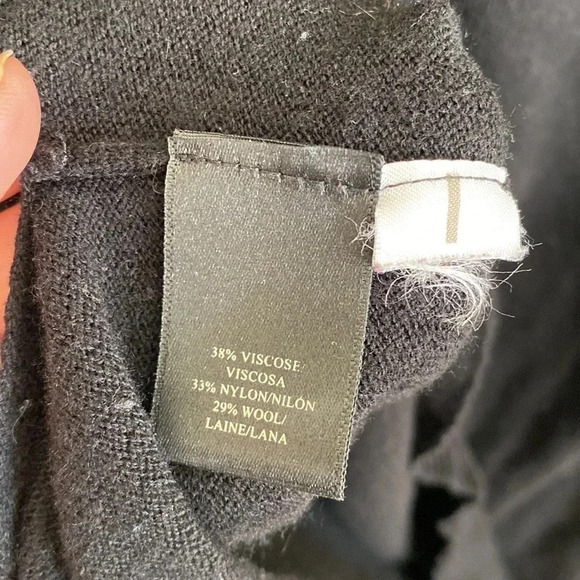 38% VISCOSE/
VISCOSA
33% NYLON/NILÓN
29% WOOL/
LAINE/LANA